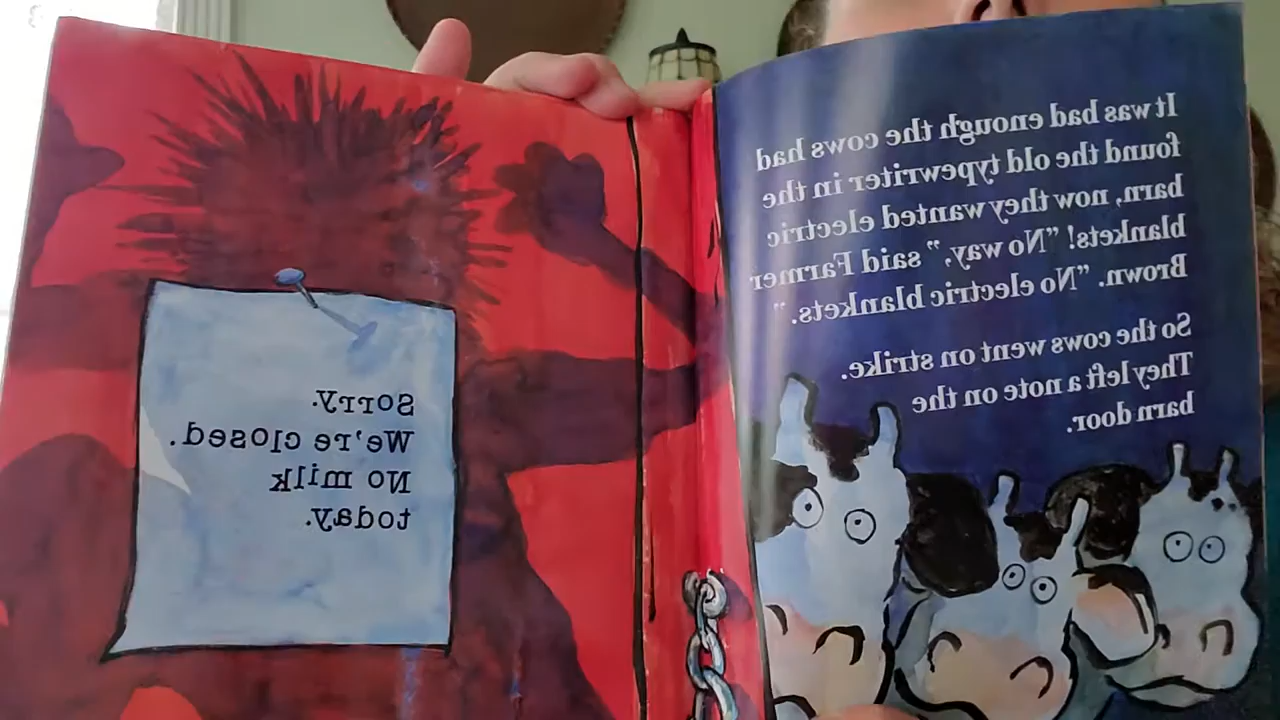 It was bad enough the cows had
found the old typewriter in the
barn, now they wanted electric
blankets! "No way," said Farmer
Brown. "No electric blankets."
So the cows went on strike.
They left a note on the
barn door.
Sorry.
We're closed.
No milk
today.